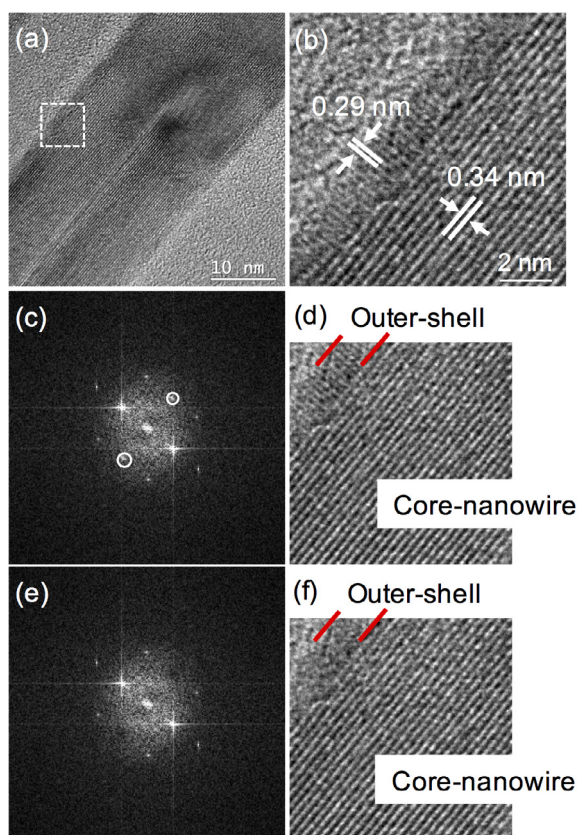 (a)
10 nm
(b)
0.29 nm
0.34 nm
2 nm
(c)
(d)
Outer-shell
Core-nanowire
(e)
(f)
Outer-shell
Core-nanowire